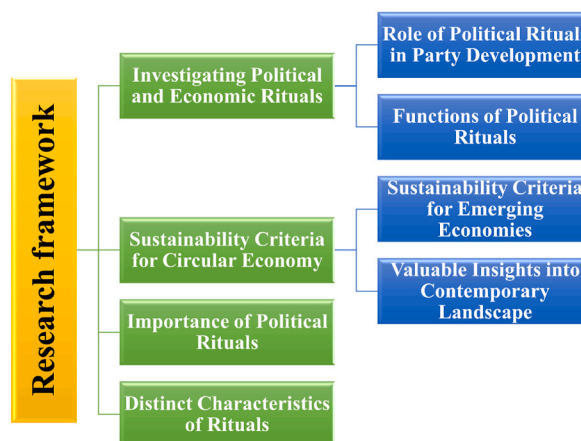 Research framework
Investigating Political
and Economic Rituals
Role of Political Rituals
in Party Development
Functions of Political
Rituals
Sustainability Criteria
for Circular Economy
Sustainability Criteria
for Emerging
Economies
Valuable Insights into
Contemporary
Landscape
Importance of Political
Rituals
Distinct Characteristics
of Rituals